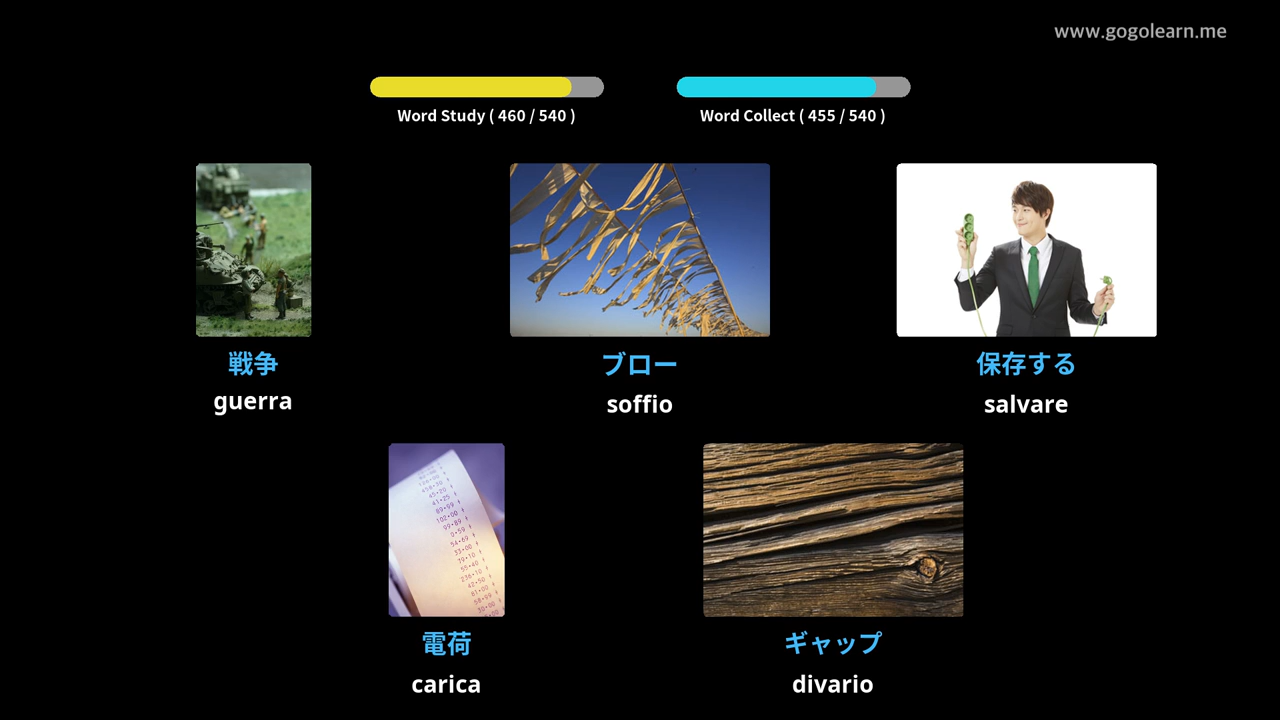 www.gogolearn.me
Word Study ( 460 / 540 )
Word Collect ( 455 / 540 )
戦争
ブロー
保存する
guerra
soffio
salvare
電荷
ギャップ
carica
divario